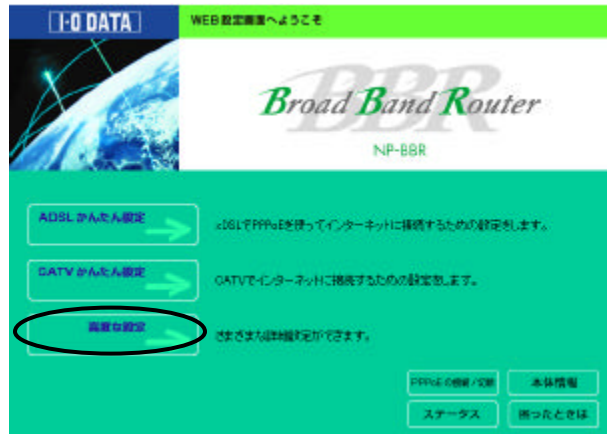 I-O DATA
WEB設定画面へようこそ
BBR
Broad Band Router
NP-BBR
ADSL かんたん設定
xDSLでPPPoEを使ってインターネットに接続するための設定をします。
CATV かんたん設定
CATVでインターネットに接続するための設定をします。
高度な設定
さまざまな詳細設定ができます。
PPPoEの接続/切断
本体情報
ステータス
困ったときは